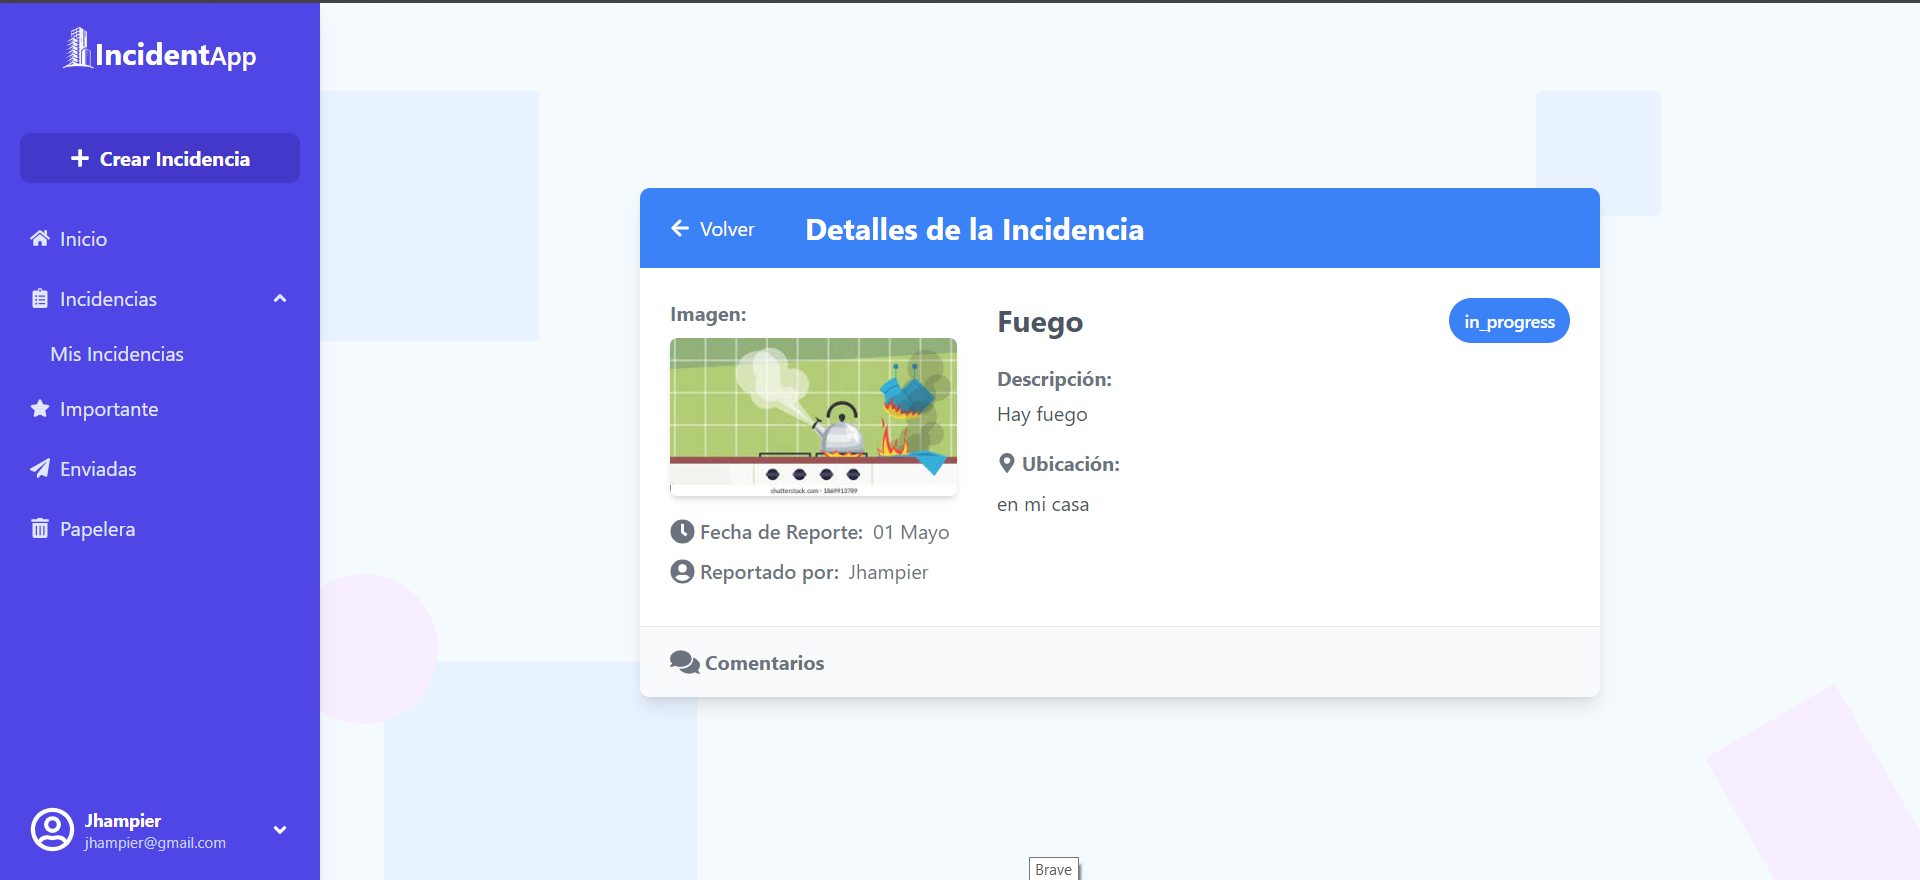 IncidentApp
Crear Incidencia
Inicio
Incidencias
Mis Incidencias
Importante
Enviadas
Papelera
Jhampier
jhampier@gmail.com
Volver
Detalles de la Incidencia
Imagen:
shutterstock.com · 1869913789
Fecha de Reporte: 01 Mayo
Reportado por: Jhampier
Fuego
in_progress
Descripción:
Hay fuego
Ubicación:
en mi casa
Comentarios
Brave